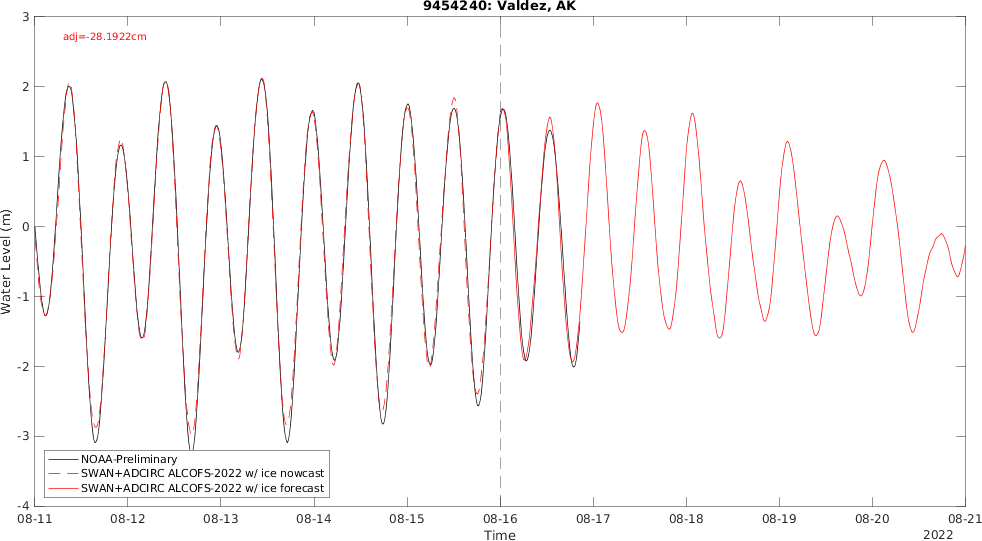 9454240: Valdez, AK
adj=-28.1922cm
3
2
1
0
-1
-2
-3
-4
Water Level (m)
NOAA-Preliminary
SWAN+ADCIRC ALCOFS-2022 w/ ice nowcast
SWAN+ADCIRC ALCOFS-2022 w/ ice forecast
08-11 08-12 08-13 08-14 08-15 08-16 08-17 08-18 08-19 08-20 08-21
Time
2022